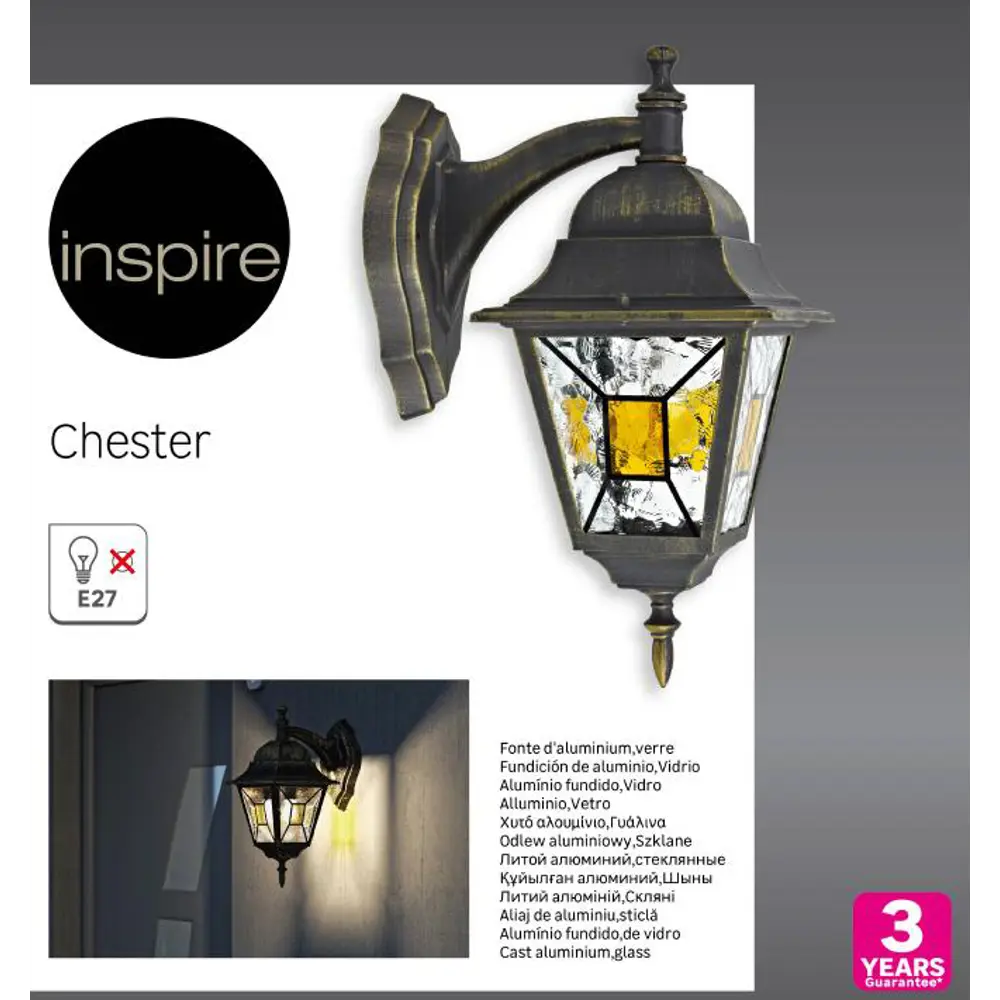 inspire
Chester
E27
Fonte d'aluminium,verre
Fundición de aluminio,Vidrio
Alumínio fundido,Vidro
Alluminio,Vetro
Χυτό αλουμίνιο,Γυάλινα
Odlew aluminiowy,Szklane
Литой алюминий,стеклянные
Құйылған алюминий,Шыны
Литий алюміній,Скляні
Aliaj de aluminiu,sticlă
Alumínio fundido,de vidro
Cast aluminium,glass
3
YEARS
Guarantee*